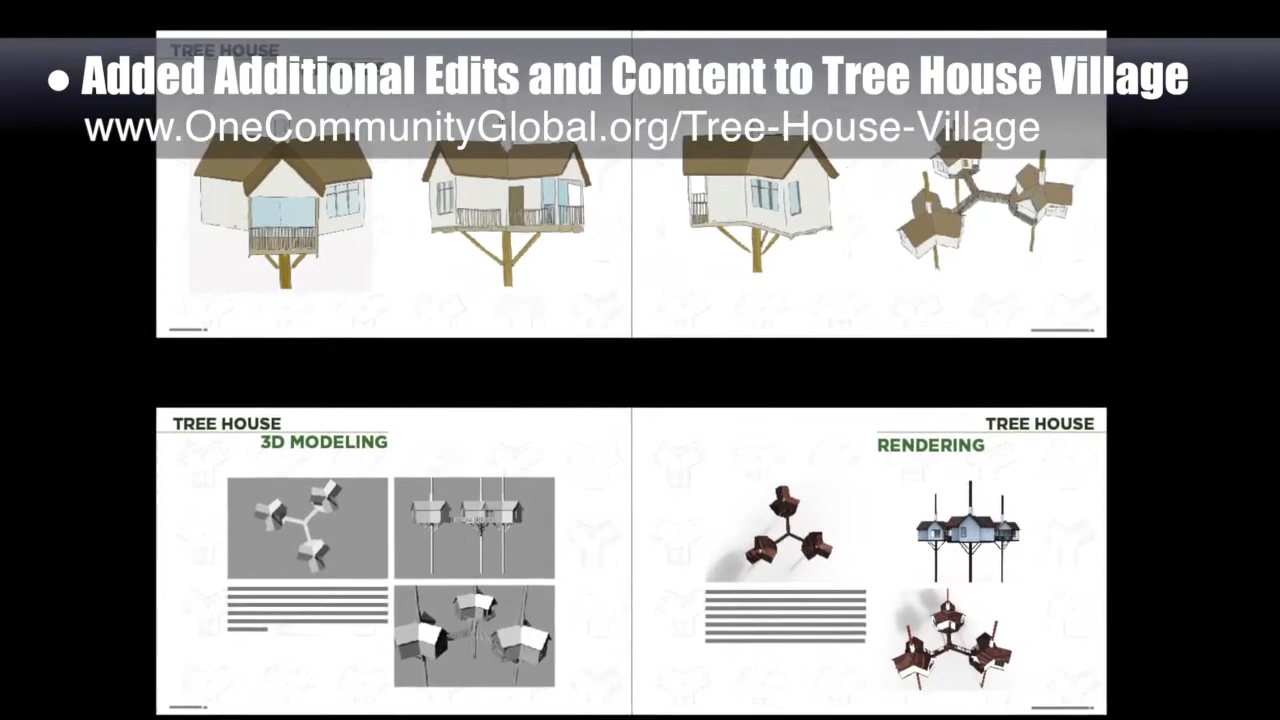 TREE HOUSE
• Added Additional Edits and Content to Tree House Village
www.OneCommunityGlobal.org/Tree-House-Village
TREE HOUSE
3D MODELING
TREE HOUSE
RENDERING